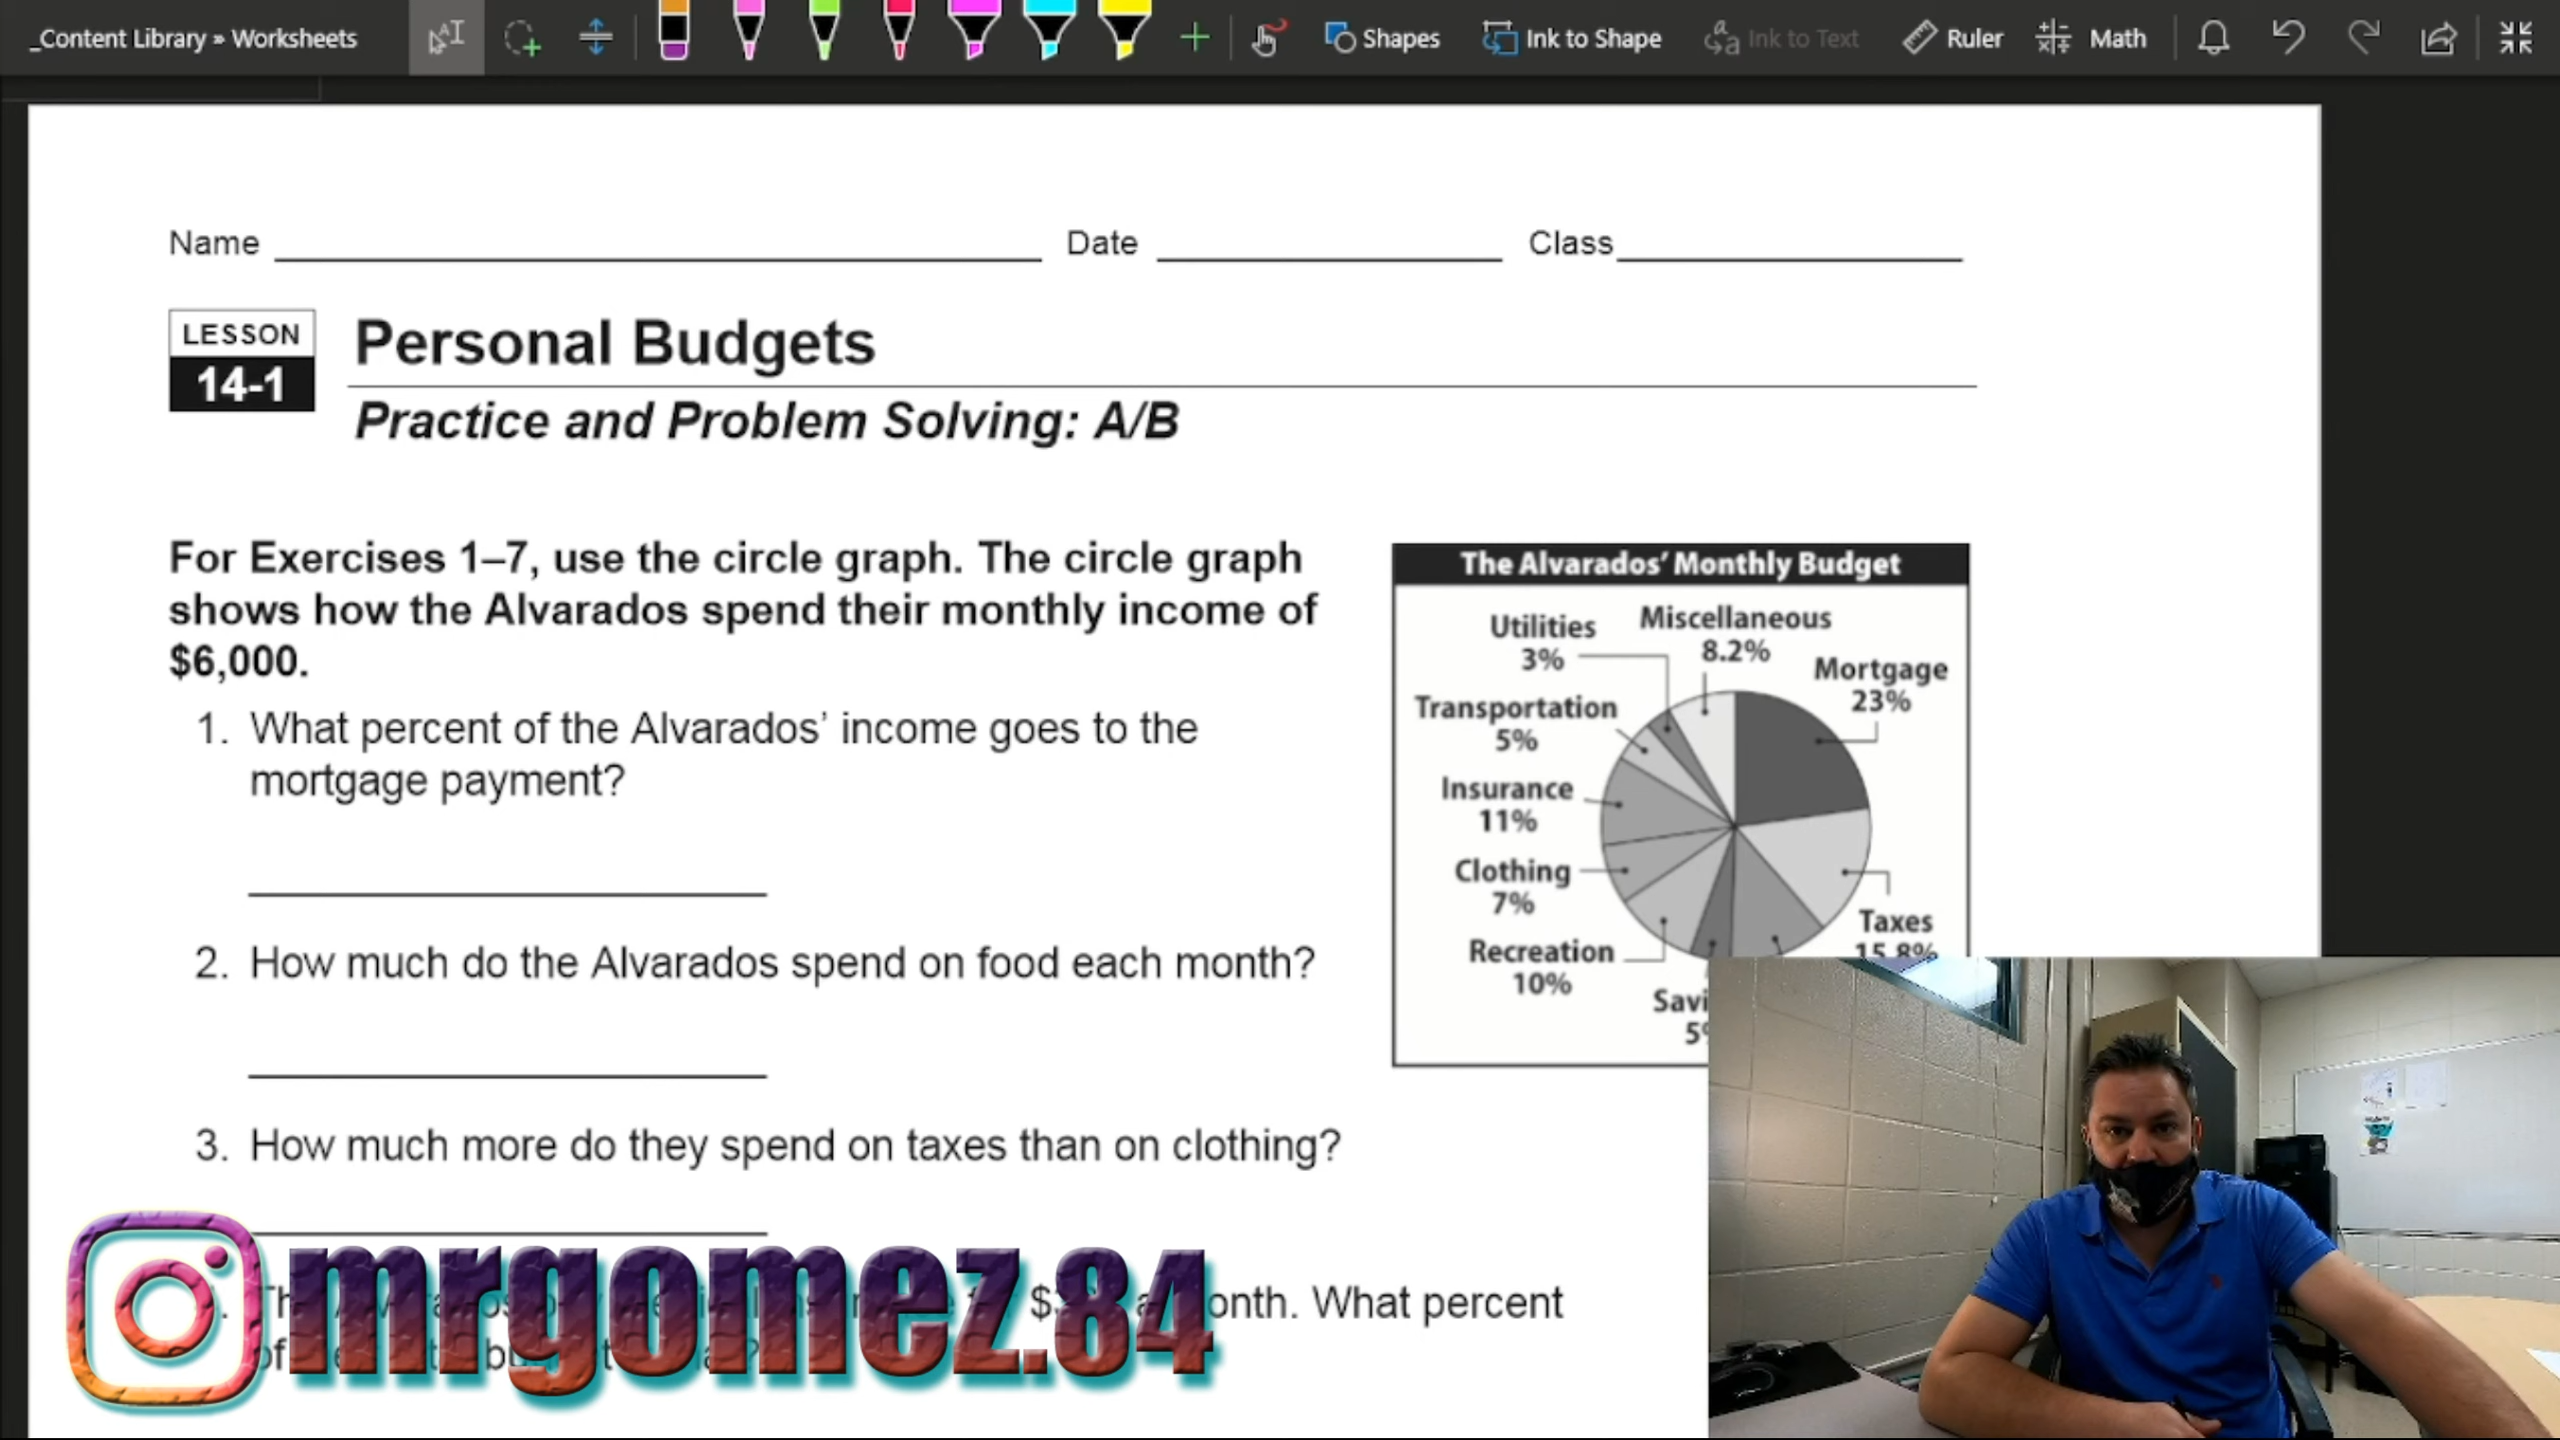 _Content Library » Worksheets
Shapes
Ink to Shape
Ink to Text
Ruler
Math
Name
Date
Class
LESSON
14-1
Personal Budgets
Practice and Problem Solving: A/B
For Exercises 1–7, use the circle graph. The circle graph
shows how the Alvarados spend their monthly income of
$6,000.
1. What percent of the Alvarados’ income goes to the
mortgage payment?
2. How much do the Alvarados spend on food each month?
3. How much more do they spend on taxes than on clothing?
month. What percent
The Alvarados’ Monthly Budget
Utilities
3%
Miscellaneous
8.2%
Mortgage
23%
Transportation
5%
Insurance
11%
Clothing
7%
Recreation
10%
Taxes
15.8%
mrgomez.84